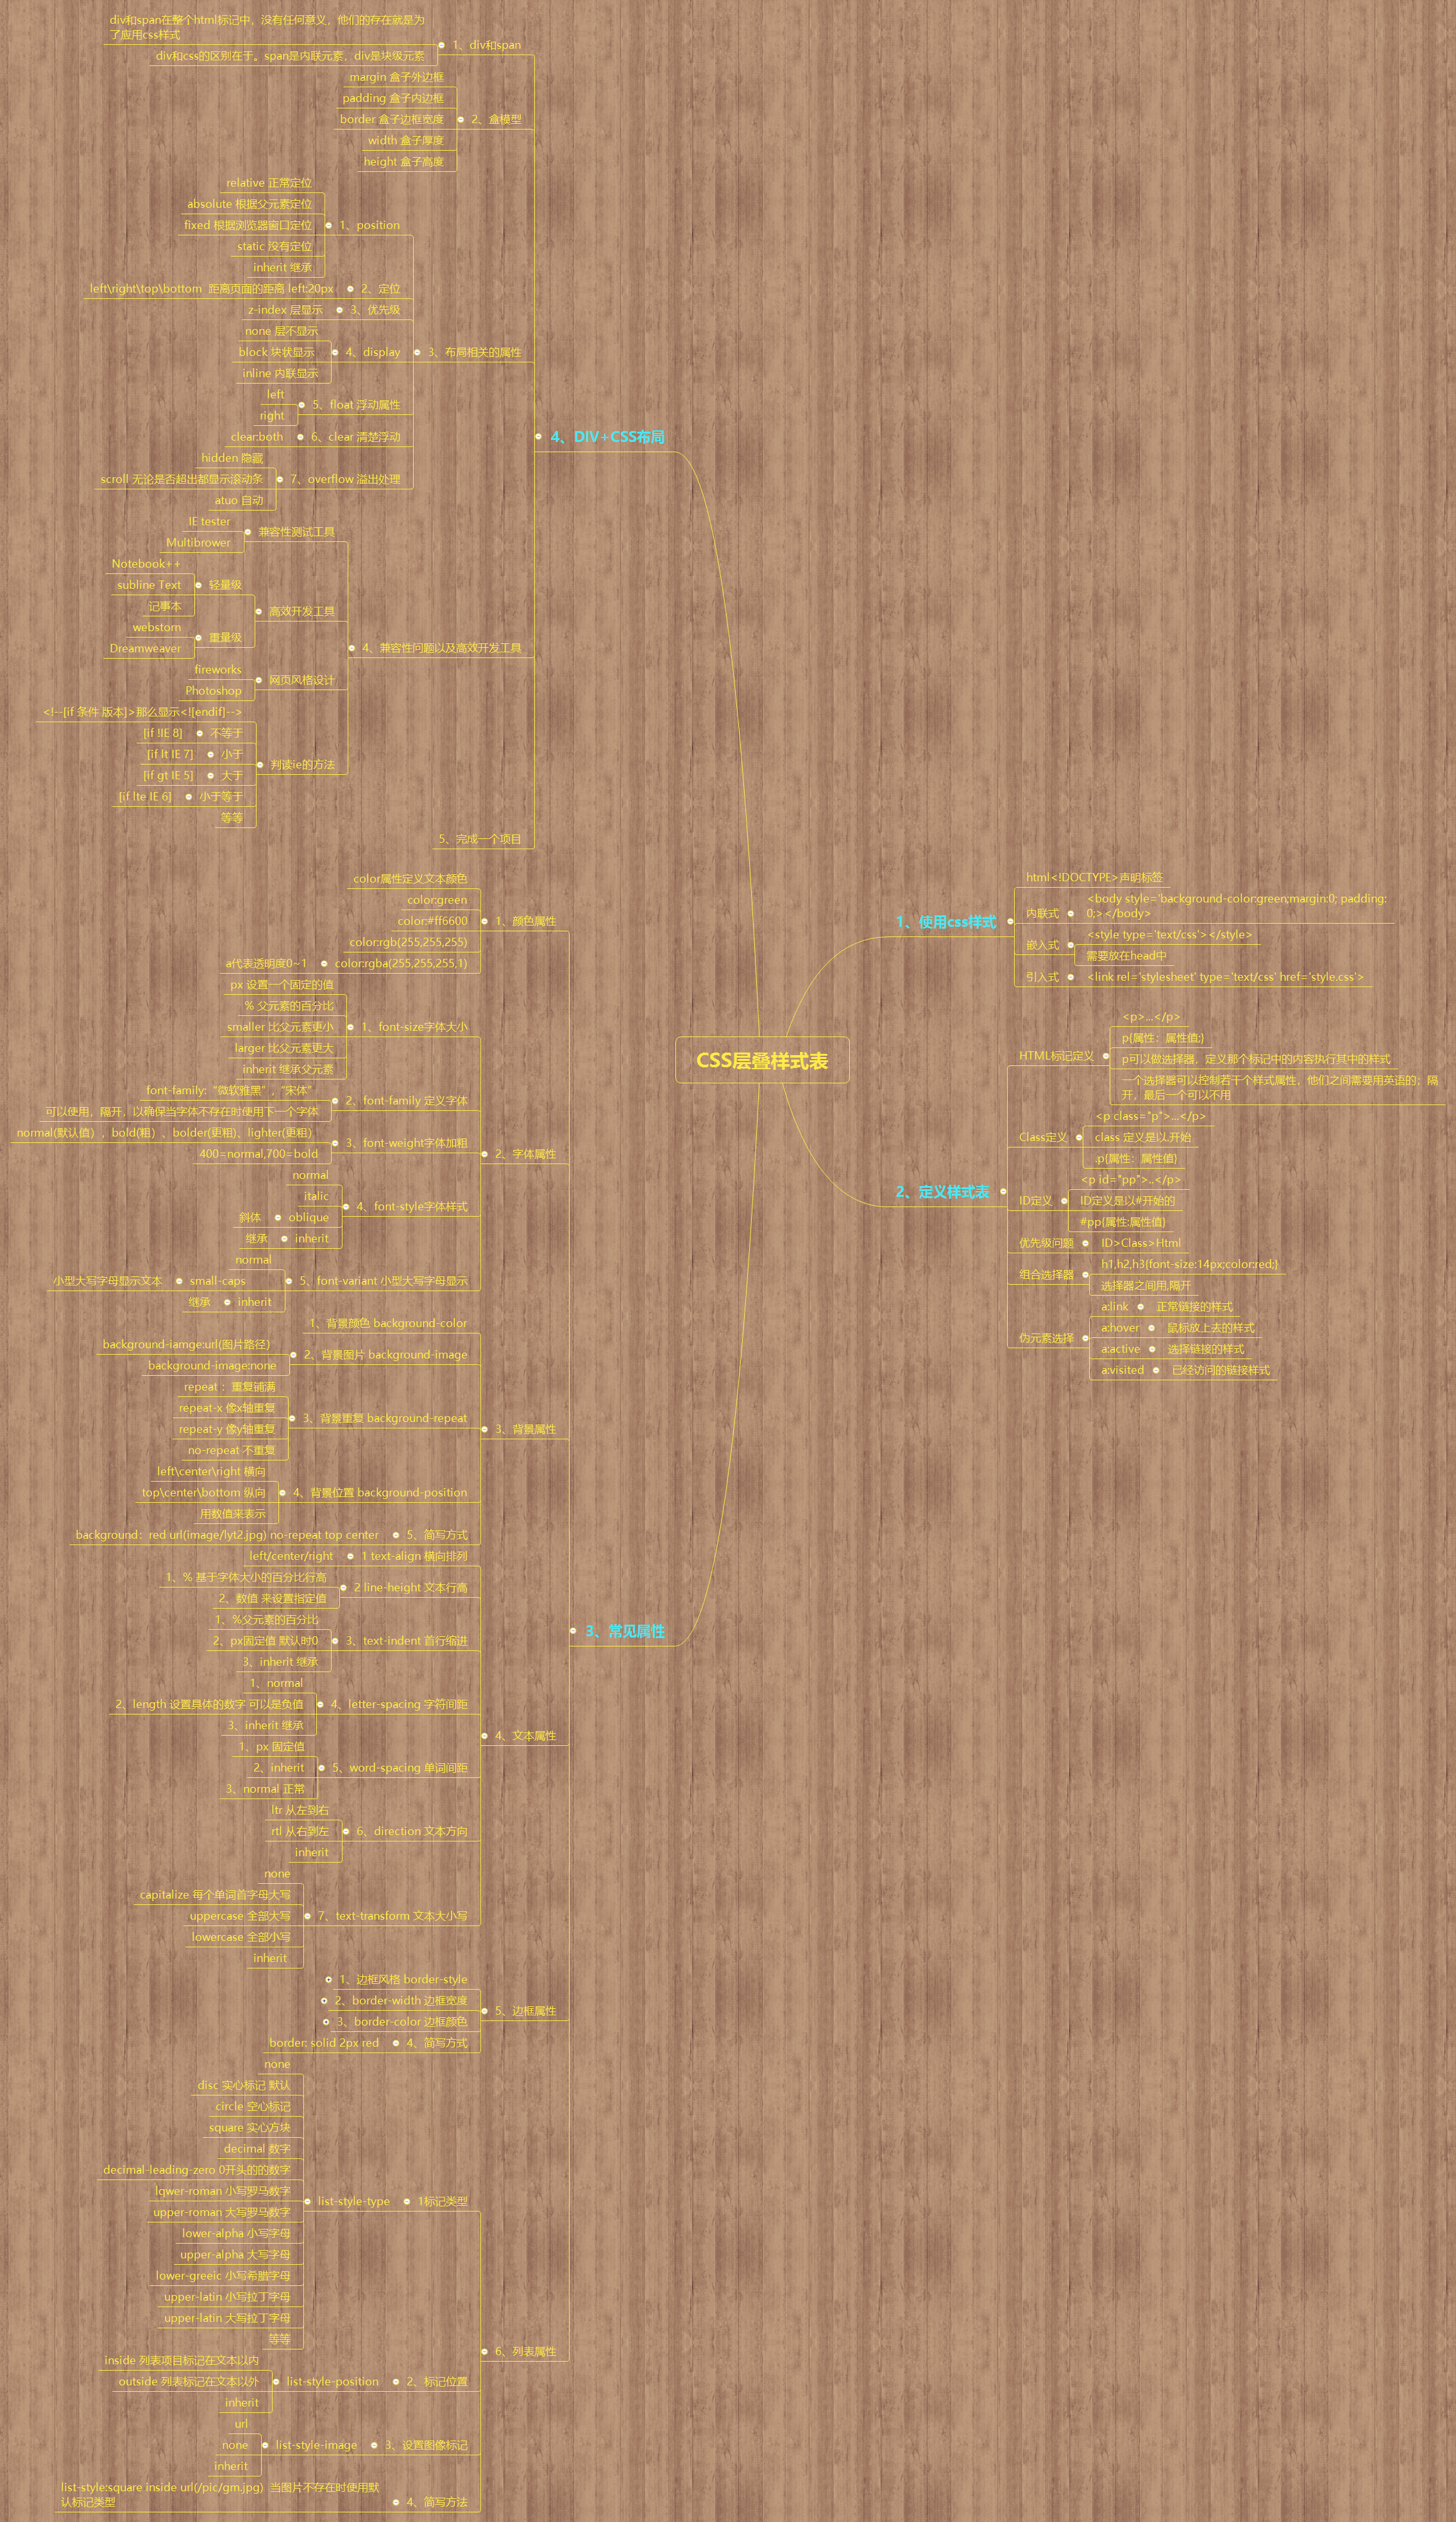 CSS层叠样式表
1、使用css样式
html<!DOCTYPE>声明标签
内联式
<body style='background-color:green;margin:0; padding:
0;></body>
嵌入式
<style type='text/css'></style>
需要放在head中
引入式
<link rel='stylesheet' type='text/css' href='style.css'>
2、定义样式表
HTML标记定义
<p>...</p>
p{属性：属性值;}
p可以做选择器，定义那个标记中的内容执行其中的样式
一个选择器可以控制若干个样式属性，他们之间需要用英语的；隔
开，最后一个可以不用
Class定义
<p class="p">...</p>
class 定义是以.开始
.p{属性：属性值}
ID定义
<p id="pp">..</p>
ID定义是以#开始的
#pp{属性:属性值}
优先级问题
ID>Class>Html
组合选择器
h1,h2,h3{font-size:14px;color:red;}
选择器之间用,隔开
伪元素选择
a:link
正常链接的样式
a:hover
鼠标放上去的样式
a:active
选择链接的样式
a:visited
已经访问的链接样式
3、常见属性
1、颜色属性
color属性定义文本颜色
color:green
color:#ff6600
color:rgb(255,255,255)
color:rgba(255,255,255,1)
a代表透明度0~1
2、字体属性
1、font-size字体大小
px 设置一个固定的值
% 父元素的百分比
smaller 比父元素更小
larger 比父元素更大
inherit 继承父元素
2、font-family 定义字体
font-family:  "微软雅黑" ，"宋体"
可以使用，隔开，以确保当字体不存在时使用下一个字体
3、font-weight字体加粗
normal(默认值）， bold(粗）、bolder(更粗)、lighter(更粗）
400=normal,700=bold
4、font-style字体样式
normal
italic
oblique
斜体
inherit
继承
5、font-variant 小型大写字母显示
normal
small-caps
小型大写字母显示文本
inherit
继承
3、背景属性
1、背景颜色 background-color
2、背景图片 background-image
background-iamge:url(图片路径)
background-image:none
3、背景重复 background-repeat
repeat ：重复铺满
repeat-x 像x轴重复
repeat-y 像y轴重复
no-repeat 不重复
4、背景位置 background-position
left\center\right 横向
top\center\bottom 纵向
用数值来表示
5、简写方式
background： red url(image/lyt2.jpg) no-repeat top center
4、文本属性
1 text-align 横向排列
left/center/right
2 line-height 文本行高
1、% 基于字体大小的百分比行高
2、数值 来设置指定值
3、text-indent 首行缩进
1、%父元素的百分比
2、px固定值 默认时0
3、inherit 继承
4、letter-spacing 字符间距
1、normal
2、length 设置具体的数字 可以是负值
3、inherit 继承
5、word-spacing 单词间距
1、px 固定值
2、inherit
3、normal 正常
6、direction 文本方向
ltr 从左到右
rtl 从右到左
inherit
7、text-transform 文本大小写
none
capitalize 每个单词首字母大写
uppercase 全部大写
lowercase 全部小写
inherit
5、边框属性
1、边框风格 border-style
2、border-width 边框宽度
3、border-color 边框颜色
4、简写方式
border: solid 2px red
6、列表属性
1标记类型
list-style-type
none
disc 实心标记 默认
circle 空心标记
square 实心方块
decimal 数字
decimal-leading-zero 0开头的的数字
lqwer-roman 小写罗马数字
upper-roman 大写罗马数字
lower-alpha 小写字母
upper-alpha 大写字母
lower-greeic 小写希腊字母
upper-latin 小写拉丁字母
upper-latin 大写拉丁字母
等等
2、标记位置
list-style-position
inside 列表项目标记在文本以内
outside 列表标记在文本以外
inherit
3、设置图像标记
list-style-image
url
none
inherit
4、简写方法
list-style:square inside url(/pic/gm.jpg)  当图片不存在时使用默
认标记类型
4、DIV+CSS布局
1、div和span
div和span在整个html标记中，没有任何意义，他们的存在就是为
了应用css样式
div和css的区别在于。span是内联元素，div是块级元素
2、盒模型
margin 盒子外边框
padding 盒子内边框
border 盒子边框宽度
width 盒子厚度
height 盒子高度
3、布局相关的属性
1、position
relative 正常定位
absolute 根据父元素定位
fixed 根据浏览器窗口定位
static 没有定位
inherit 继承
2、定位
left\right\top\bottom  距离页面的距离 left:20px
3、优先级
z-index 层显示
4、display
none 层不显示
block 块状显示
inline 内联显示
5、float 浮动属性
left
right
6、clear 清楚浮动
clear:both
7、overflow 溢出处理
hidden 隐藏
scroll 无论是否超出都显示滚动条
atuo 自动
4、兼容性问题以及高效开发工具
兼容性测试工具
IE tester
Multibrower
高效开发工具
轻量级
Notebook++
subline Text
记事本
重量级
webstorn
Dreamweaver
网页风格设计
fireworks
Photoshop
判读ie的方法
<!--[if 条件 版本]>那么显示<![endif]-->
不等于
[if !IE 8]
小于
[if lt IE 7]
大于
[if gt IE 5]
小于等于
[if lte IE 6]
等等
5、完成一个项目